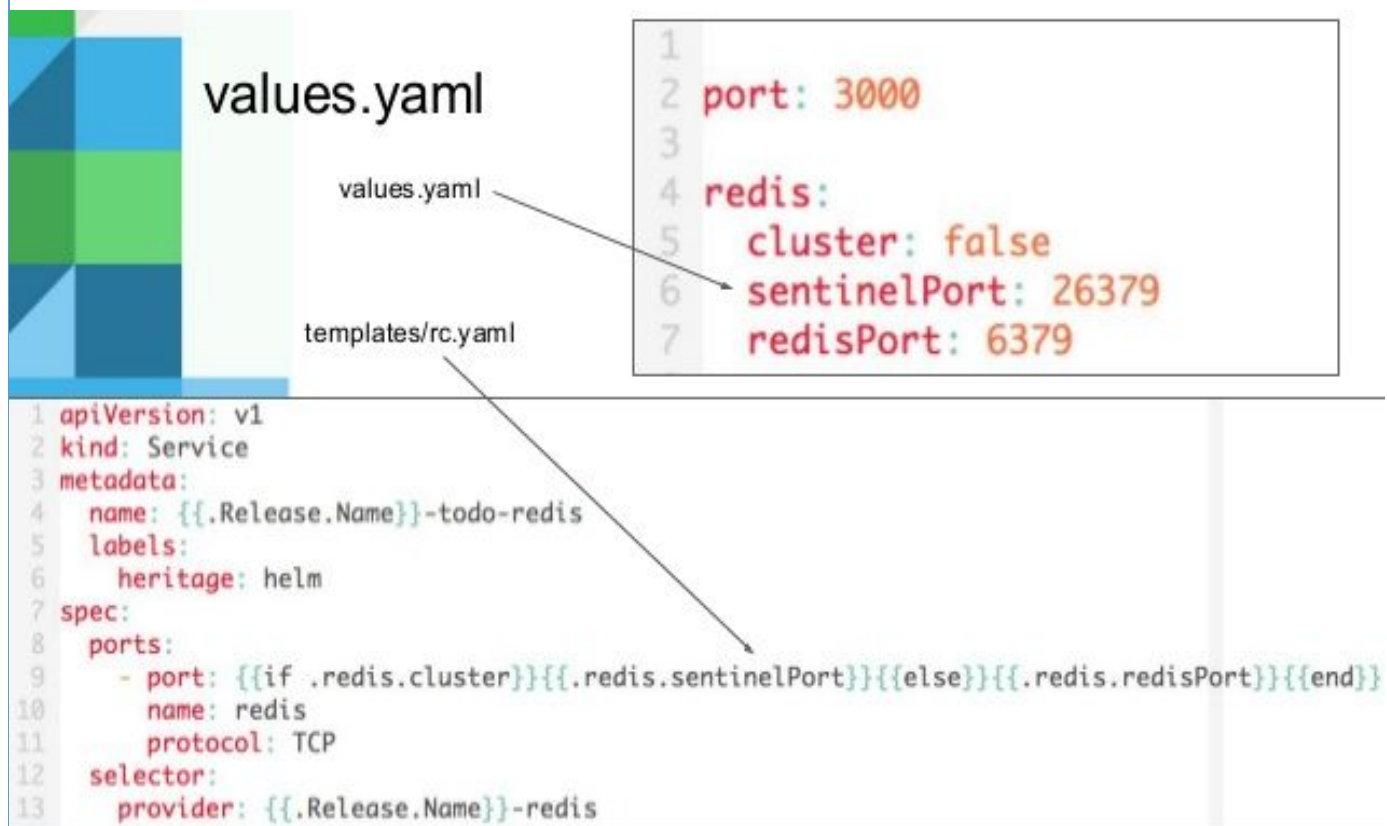 values.yaml
values.yaml
templates/rc.yaml
1
2 port: 3000
3
4 redis:
5   cluster: false
6   sentinelPort: 26379
7   redisPort: 6379
1 apiVersion: v1
2 kind: Service
3 metadata:
4   name: {{.Release.Name}}-todo-redis
5   labels:
6     heritage: helm
7 spec:
8   ports:
9     - port: {{if .redis.cluster}}{{.redis.sentinelPort}}{{else}}{{.redis.redisPort}}{{end}}
10       name: redis
11       protocol: TCP
12   selector:
13     provider: {{.Release.Name}}-redis